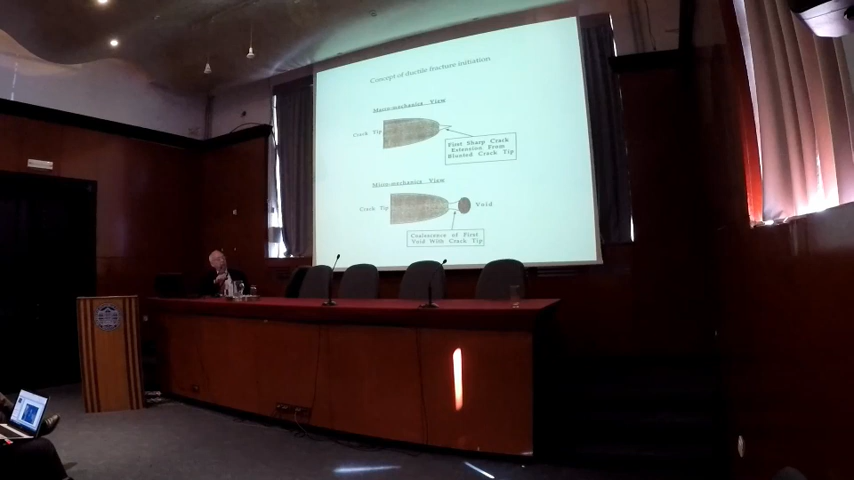 Concept of ductile fracture initiation
Macro-mechanics View
Crack Tip
First Sharp Crack
Extension From
Blunted Crack Tip
Micro-mechanics View
Crack Tip
Void
Coalescence of First
Void With Crack Tip